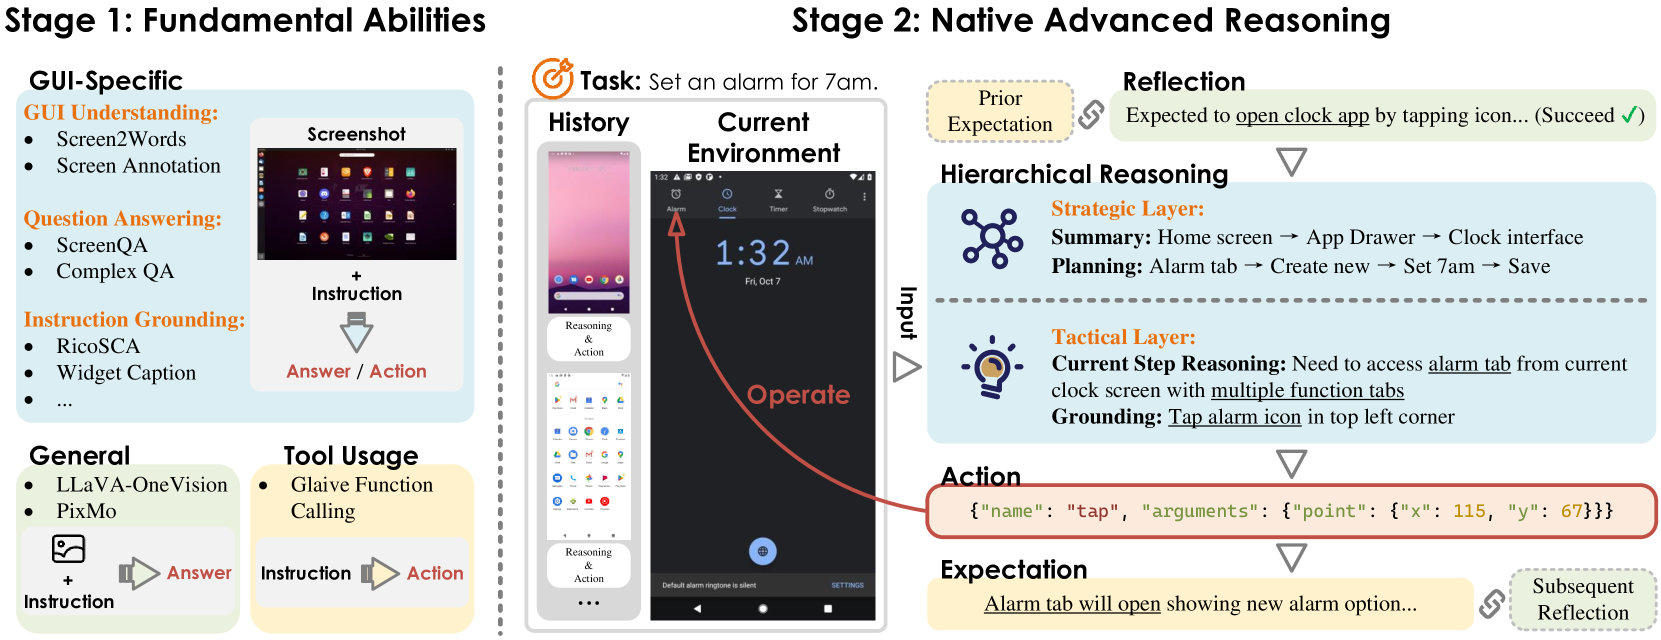 Stage 1: Fundamental Abilities
GUI-Specific
GUI Understanding:
• Screen2Words
• Screen Annotation
Question Answering:
• ScreenQA
• Complex QA
Instruction Grounding:
• RicoSCA
• Widget Caption
• ...
Screenshot
+
Instruction
Answer / Action
General
• LLaVA-OneVision
• PixMo
+
Instruction
Answer
Tool Usage
• Glaive Function
Calling
Instruction
Action
Stage 2: Native Advanced Reasoning
Task: Set an alarm for 7am.
History
Reasoning
&
Action
Reasoning
&
Action
...
Current
Environment
1:32
Alarm Clock Timer Stopwatch
1:32 AM
Fri, Oct 7
Operate
Default alarm ringtone is silent SETTINGS
Input
Prior
Expectation
Reflection
Expected to open clock app by tapping icon... (Succeed ✓)
Hierarchical Reasoning
Strategic Layer:
Summary: Home screen → App Drawer → Clock interface
Planning: Alarm tab → Create new → Set 7am → Save
Tactical Layer:
Current Step Reasoning: Need to access alarm tab from current
clock screen with multiple function tabs
Grounding: Tap alarm icon in top left corner
Action
{"name": "tap", "arguments": {"point": {"x": 115, "y": 67}}}
Expectation
Alarm tab will open showing new alarm option...
Subsequent
Reflection